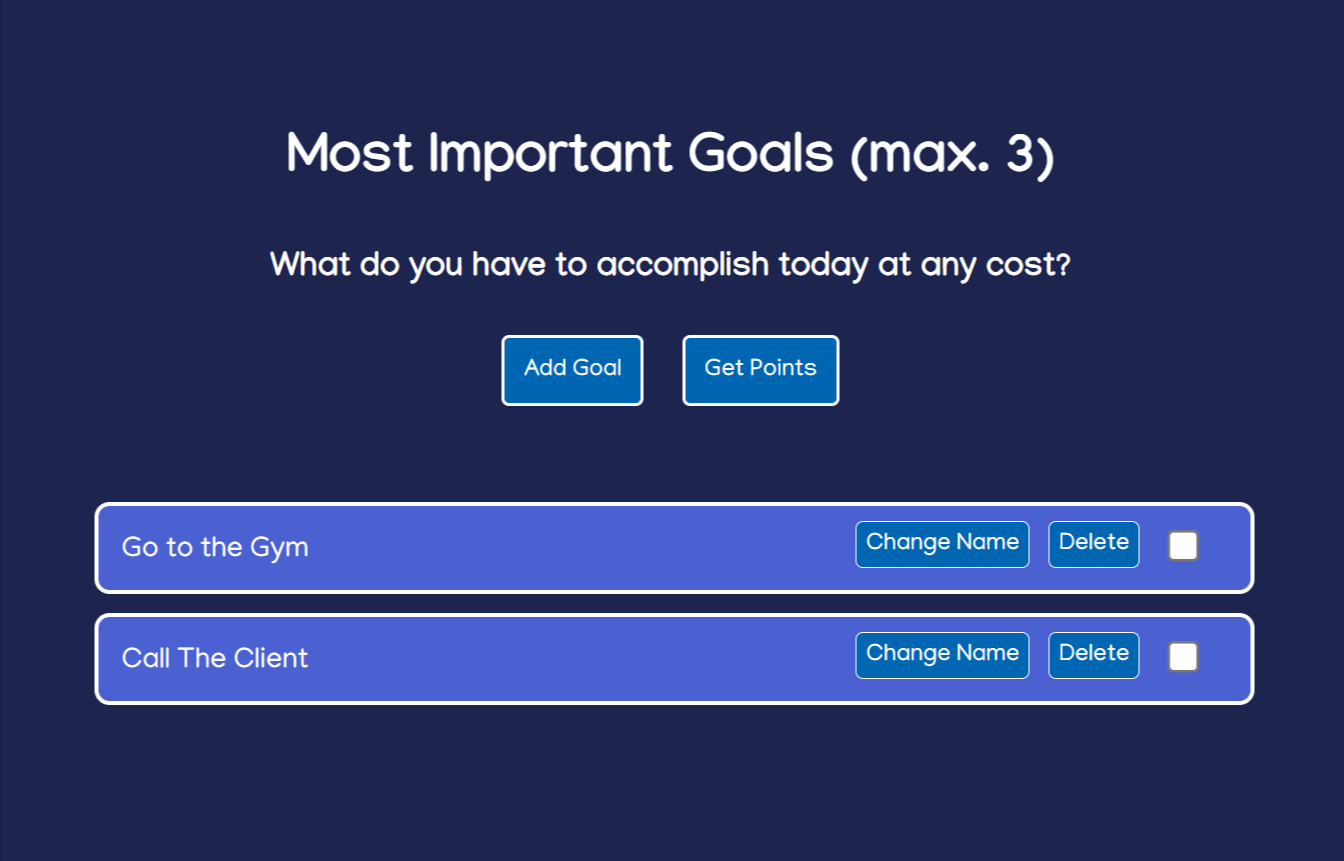 Most Important Goals (max. 3)
What do you have to accomplish today at any cost?
Add Goal
Get Points
Go to the Gym
Change Name
Delete
Call The Client
Change Name
Delete